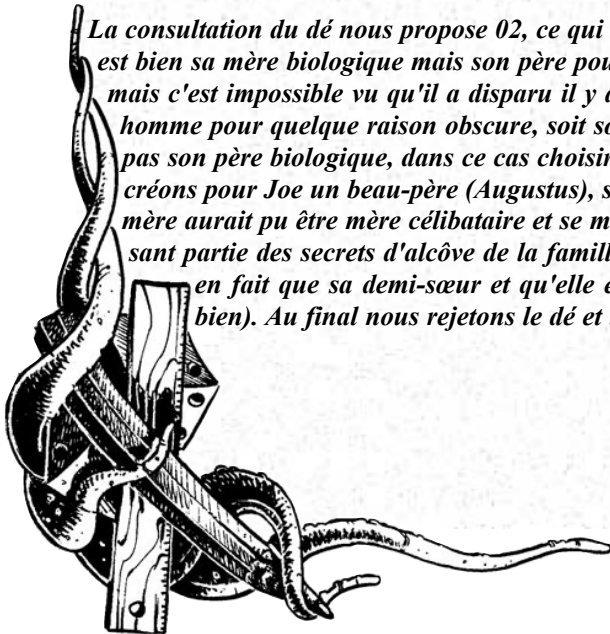 La consultation du dé nous propose 02, ce qui
est bien sa mère biologique mais son père pou
mais c'est impossible vu qu'il a disparu il y a
homme pour quelque raison obscure, soit so
pas son père biologique, dans ce cas choisir
créons pour Joe un beau-père (Augustus), s
mère aurait pu être mère célibataire et se m
sant partie des secrets d'alcôve de la famill
en fait que sa demi-sœur et qu'elle e
bien). Au final nous rejetons le dé et